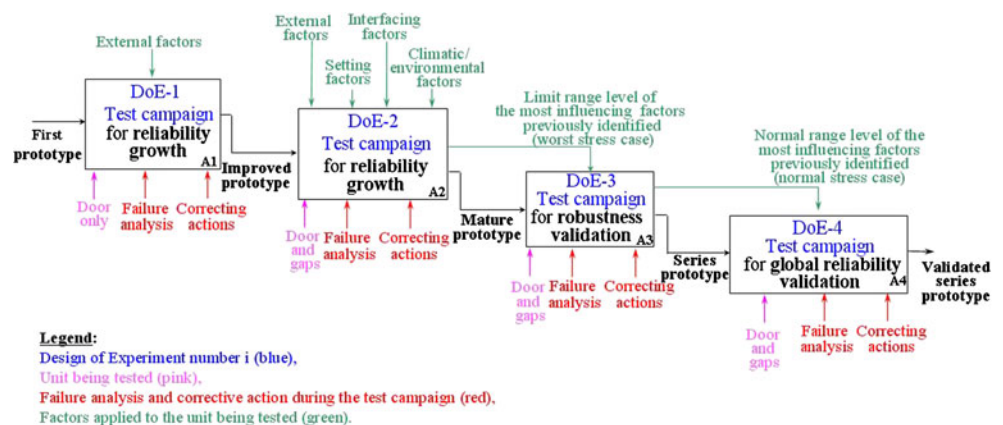 External factors
DoE-1
Test campaign
for reliability
growth
A1
First
prototype
Door
only
Failure
analysis
Correcting
actions
Improved
prototype
External
factors
Setting
factors
Interfacing
factors
Climatic/
environmental
factors
DoE-2
Test campaign
for reliability
growth
A2
Door
and
gaps
Failure
analysis
Correcting
actions
Mature
prototype
Limit range level of
the most influencing factors
previously identified
(worst stress case)
DoE-3
Test campaign
for robustness
validation
A3
Door
and gaps
Failure
analysis
Correcting
actions
Series
prototype
Normal range level of the
most influencing factors
previously identified
(normal stress case)
DoE-4
Test campaign
for global reliability
validation
A4
Door
and
gaps
Failure
analysis
Correcting
actions
Validated
series
prototype
Legend:
Design of Experiment number i (blue),
Unit being tested (pink),
Failure analysis and corrective action during the test campaign (red),
Factors applied to the unit being tested (green).